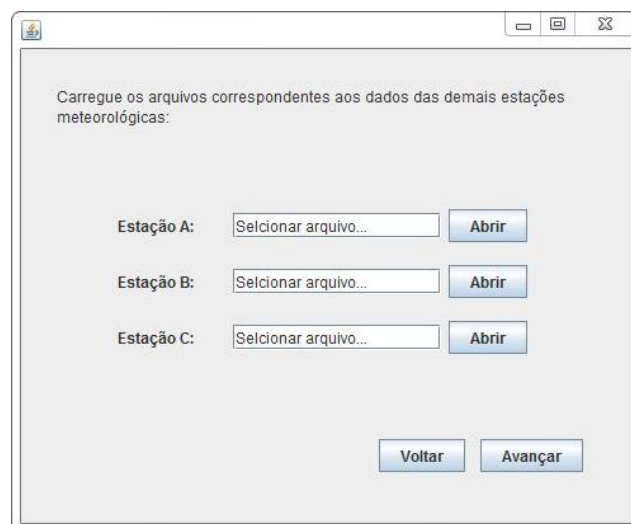 Carregue os arquivos correspondentes aos dados das demais estações
meteorológicas:
Estação A: Selcionar arquivo... Abrir
Estação B: Selcionar arquivo... Abrir
Estação C: Selcionar arquivo... Abrir
Voltar Avançar